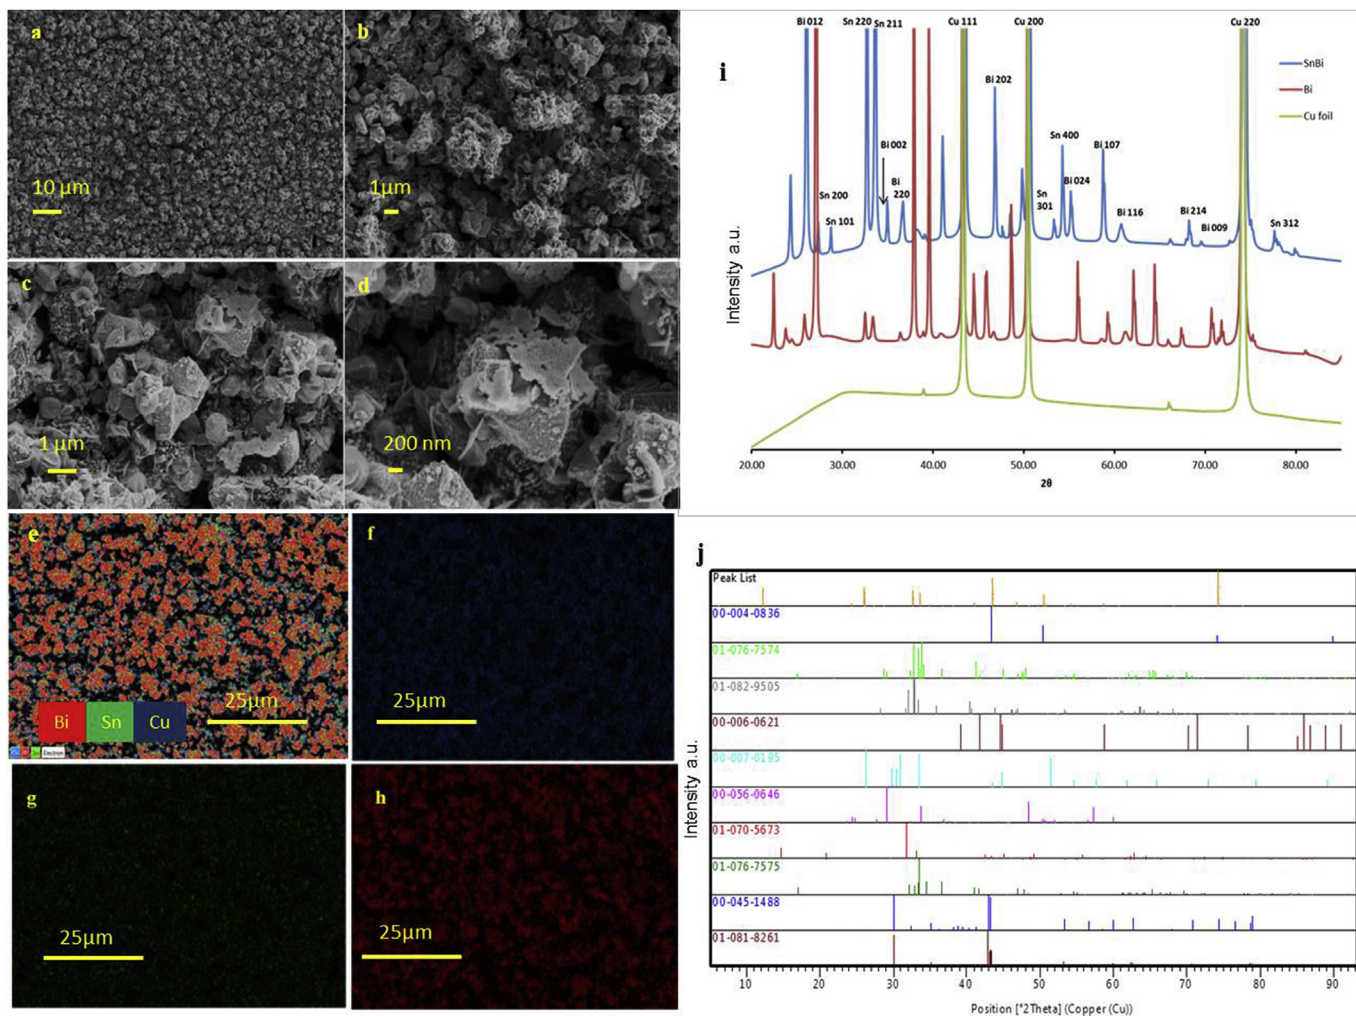 a
10 μm
b
1μm
c
1 μm
d
200 nm
e
Bi Sn Cu
25μm
Electron
f
25μm
g
25μm
h
25μm
i
Intensity a.u.
Bi 012
Sn 220
Sn 211
Cu 111
Cu 200
Cu 220
SnBi
Bi
Cu foil
Bi 202
Sn 400
Bi 002
Bi 107
Sn 200
Bi
220
Bi 024
Sn 101
Sn
301
Bi 116
Bi 214
Bi 009
Sn 312
20.00 30.00 40.00 50.00 60.00 70.00 80.00
2θ
j
Intensity a.u.
Peak List
00-004-0836
01-076-7574
01-082-9505
00-006-0621
00-007-0195
00-056-0646
01-070-5673
01-076-7575
00-045-1488
01-081-8261
10 20 30 40 50 60 70 80 90
Position [°2Theta] (Copper (Cu))